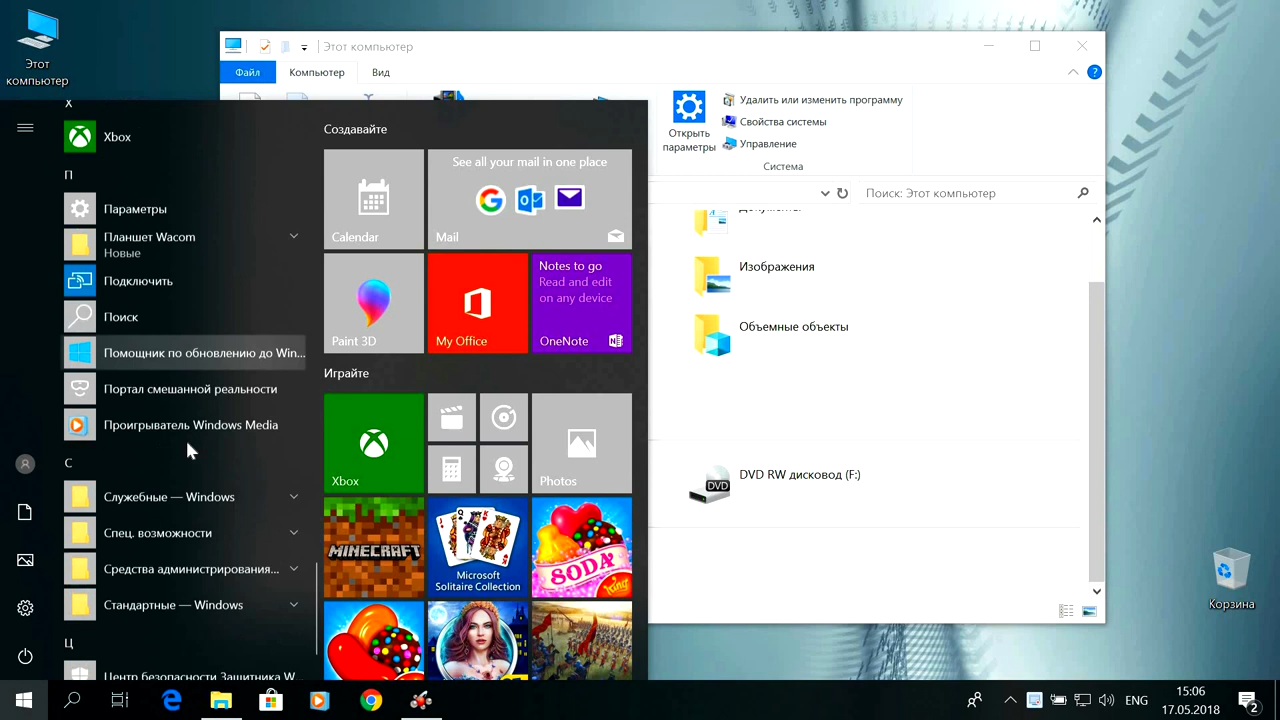 Этот
компьютер
Этот компьютер
Файл
Компьютер
Вид
?
Открыть
параметры
Удалить или изменить программу
Свойства системы
Управление
Система
Поиск: Этот компьютер
Документы
Изображения
Объемные объекты
DVD
DVD RW дисковод (F:)
Корзина
X
Xbox
П
Параметры
Планшет Wacom
Новые
Подключить
Поиск
Помощник по обновлению до Win...
Портал смешанной реальности
Проигрыватель Windows Media
С
Служебные — Windows
Спец. возможности
Средства администрирования...
Стандартные — Windows
Ц
Центр безопасности Защитника W...
Создавайте
Calendar
See all your mail in one place
Mail
Paint 3D
My Office
Notes to go
Read and edit
on any device
OneNote
Играйте
Xbox
Photos
MINECRAFT
Microsoft
Solitaire Collection
SODA
King
ENG
15:06
17.05.2018
2